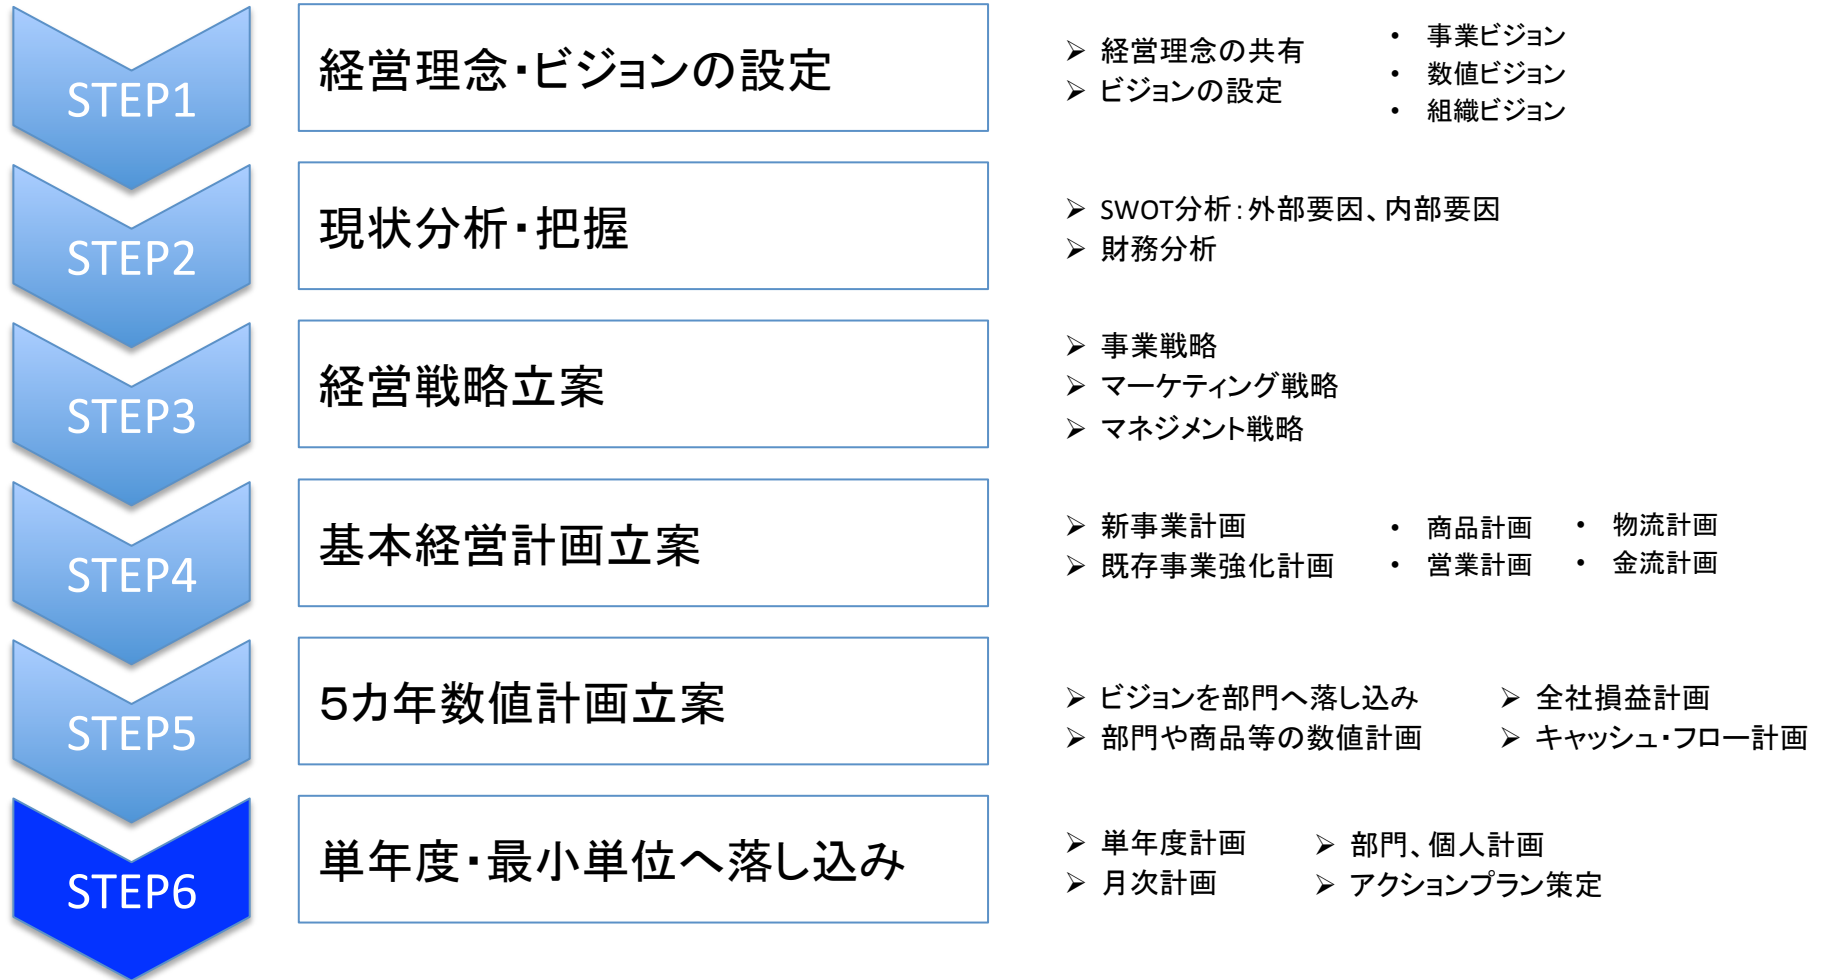 STEP1
経営理念・ビジョンの設定
➢ 経営理念の共有
➢ ビジョンの設定
• 事業ビジョン
• 数値ビジョン
• 組織ビジョン
STEP2
現状分析・把握
➢ SWOT分析：外部要因、内部要因
➢ 財務分析
STEP3
経営戦略立案
➢ 事業戦略
➢ マーケティング戦略
➢ マネジメント戦略
STEP4
基本経営計画立案
➢ 新事業計画
➢ 既存事業強化計画
• 商品計画
• 営業計画
• 物流計画
• 金流計画
STEP5
５カ年数値計画立案
➢ ビジョンを部門へ落し込み
➢ 部門や商品等の数値計画
➢ 全社損益計画
➢ キャッシュ・フロー計画
STEP6
単年度・最小単位へ落し込み
➢ 単年度計画
➢ 月次計画
➢ 部門、個人計画
➢ アクションプラン策定